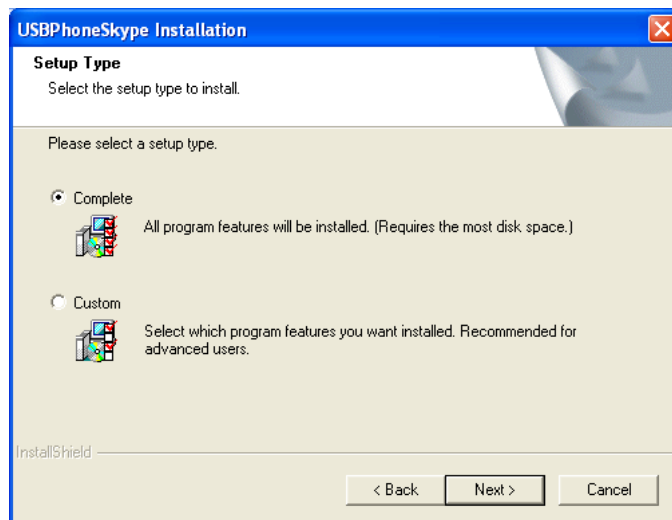 USBPhoneSkype Installation
Setup Type
Select the setup type to install.
Please select a setup type.
Complete
All program features will be installed. (Requires the most disk space.)
Custom
Select which program features you want installed. Recommended for
advanced users.
InstallShield
< Back Next > Cancel